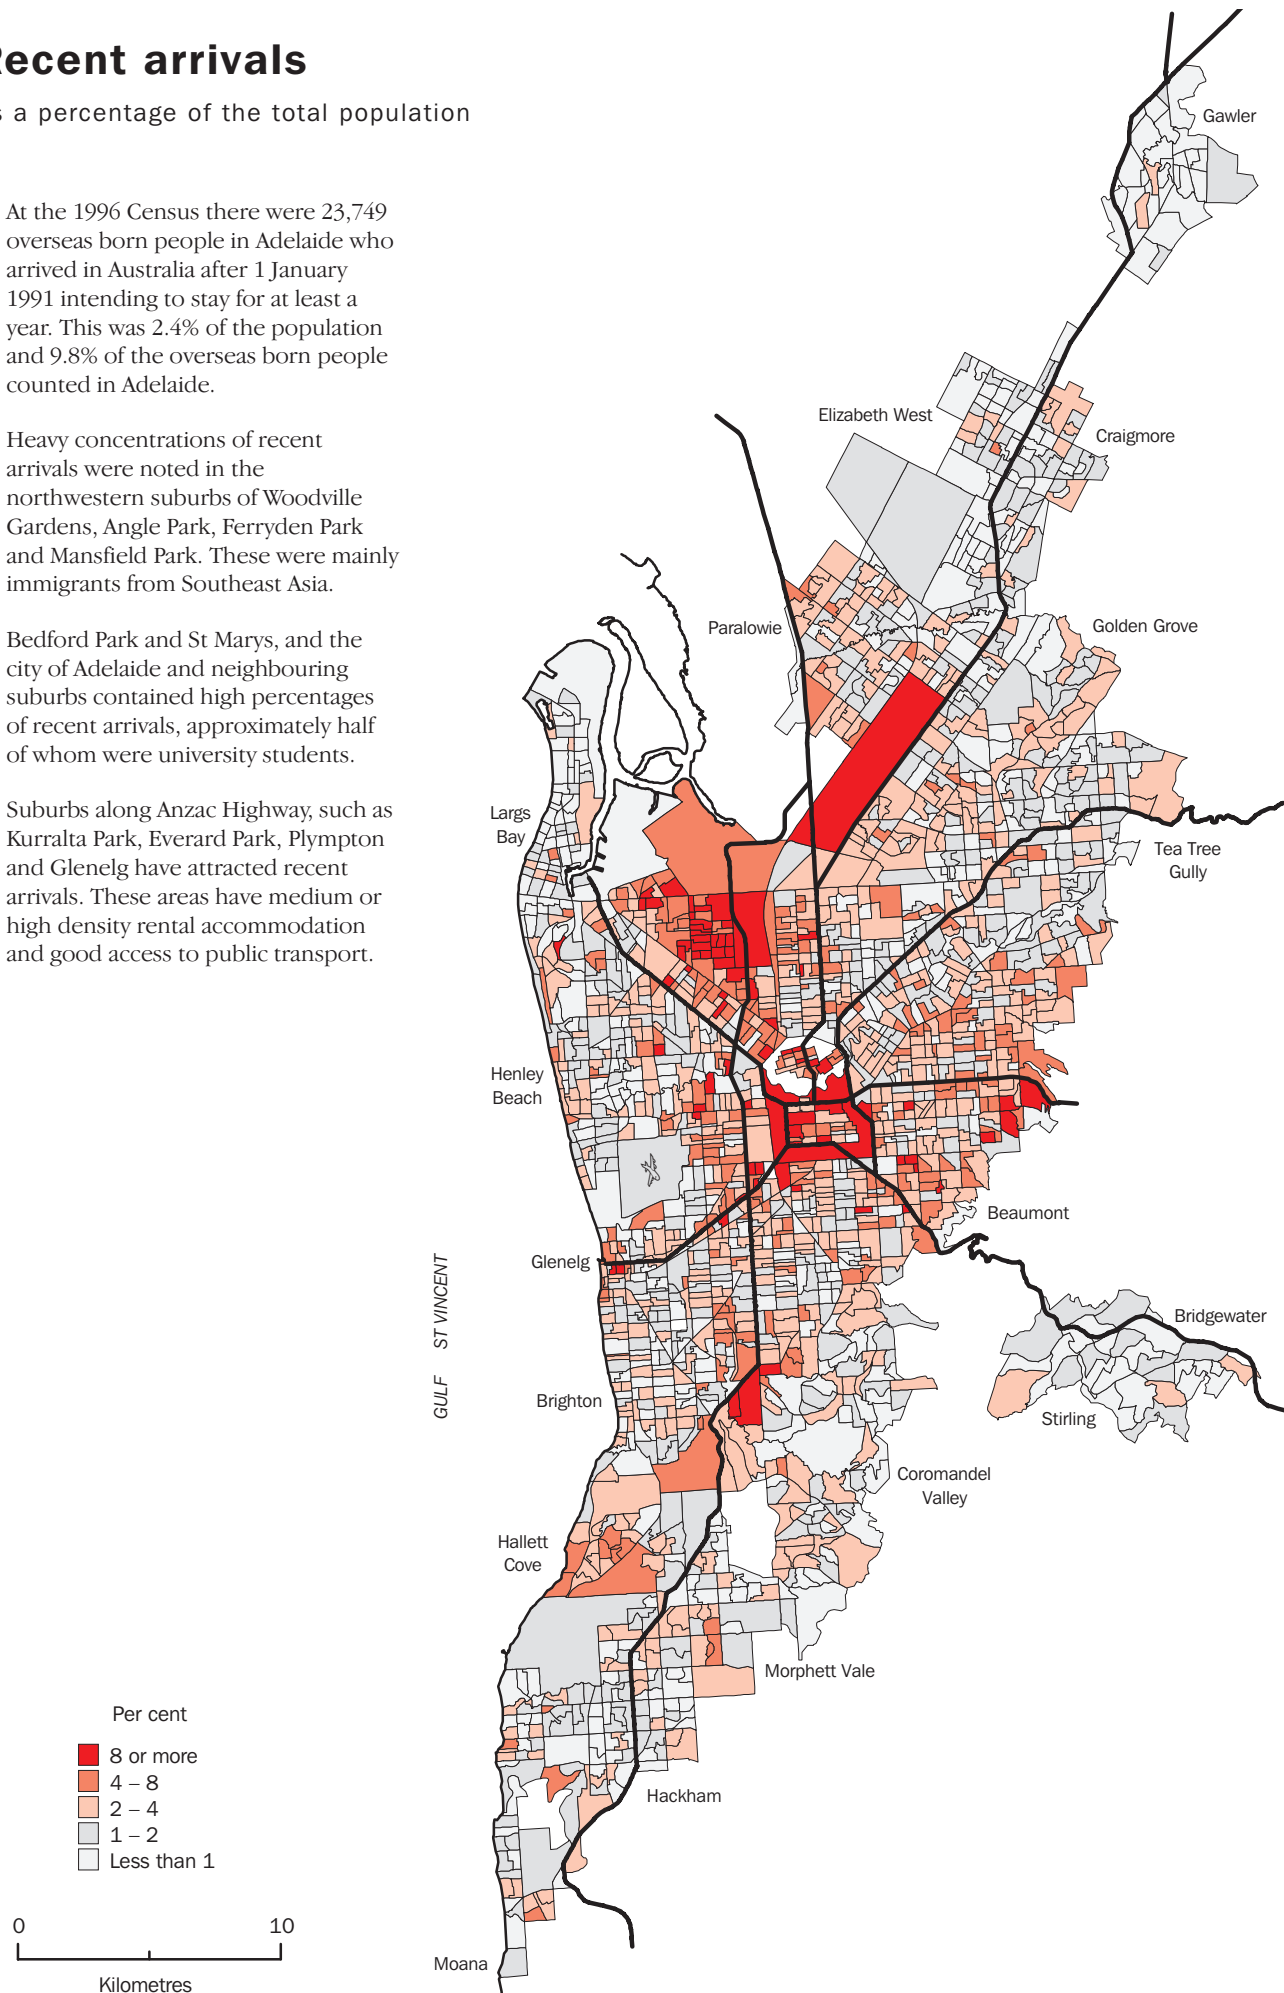 Recent arrivals
s a percentage of the total population
At the 1996 Census there were 23,749
overseas born people in Adelaide who
arrived in Australia after 1 January
1991 intending to stay for at least a
year. This was 2.4% of the population
and 9.8% of the overseas born people
counted in Adelaide.
Heavy concentrations of recent
arrivals were noted in the
northwestern suburbs of Woodville
Gardens, Angle Park, Ferryden Park
and Mansfield Park. These were mainly
immigrants from Southeast Asia.
Bedford Park and St Marys, and the
city of Adelaide and neighbouring
suburbs contained high percentages
of recent arrivals, approximately half
of whom were university students.
Suburbs along Anzac Highway, such as
Kurralta Park, Everard Park, Plympton
and Glenelg have attracted recent
arrivals. These areas have medium or
high density rental accommodation
and good access to public transport.
Gawler
Elizabeth West
Craigmore
Paralowie
Golden Grove
Largs
Bay
Tea Tree
Gully
Henley
Beach
Beaumont
Glenelg
GULF ST VINCENT
Bridgewater
Brighton
Stirling
Coromandel
Valley
Hallett
Cove
Morphett Vale
Hackham
Moana
Per cent
8 or more
4 – 8
2 – 4
1 – 2
Less than 1
0 10
Kilometres